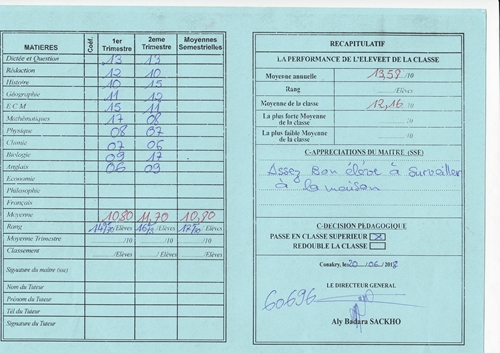 MATIERES Coéf. 1er Trimestre 2eme Trimestre Moyennes Semestrielles
Dictée et Question 13 13
Rédaction 12 10
Histoire 10 15
Géographie 11 12
E C M 15 11
Mathématiques 17 08
Physique 08 07
Chimie 07 05
Biologie 09 17
Anglais 06 09
Economie
Philosophie
Français
Moyenne 10,80 11,70 10,80
Rang /Elèves /Elèves /Elèves
Moyenne Trimestre /10 /10 /10
Classement /Elèves /Elèves /Elèves
Signature du maitre (sse)
Nom du Tuteur
Prénom du Tuteur
Tél du Tuteur
Signature du Tuteur
RECAPITULATIF
LA PERFORMANCE DE L'ELEVEET DE LA CLASSE
Moyenne annuelle 13,59 /10
Rang /Elèves
Moyenne de la classe 12,16 /10
La plus forte Moyenne de la classe /10
La plus faible Moyenne de la classe /10
C-APPRECIATIONS DU MAITRE (SSE)
Assez Bon élève à Surveiller
à la maison
C-DECISION PEDAGOGIQUE
PASSE EN CLASSE SUPERIEUR
REDOUBLE LA CLASSE
Conakry, le 20 /06 /2018
LE DIRECTEUR GENERAL
60696
Aly Badara SACKHO